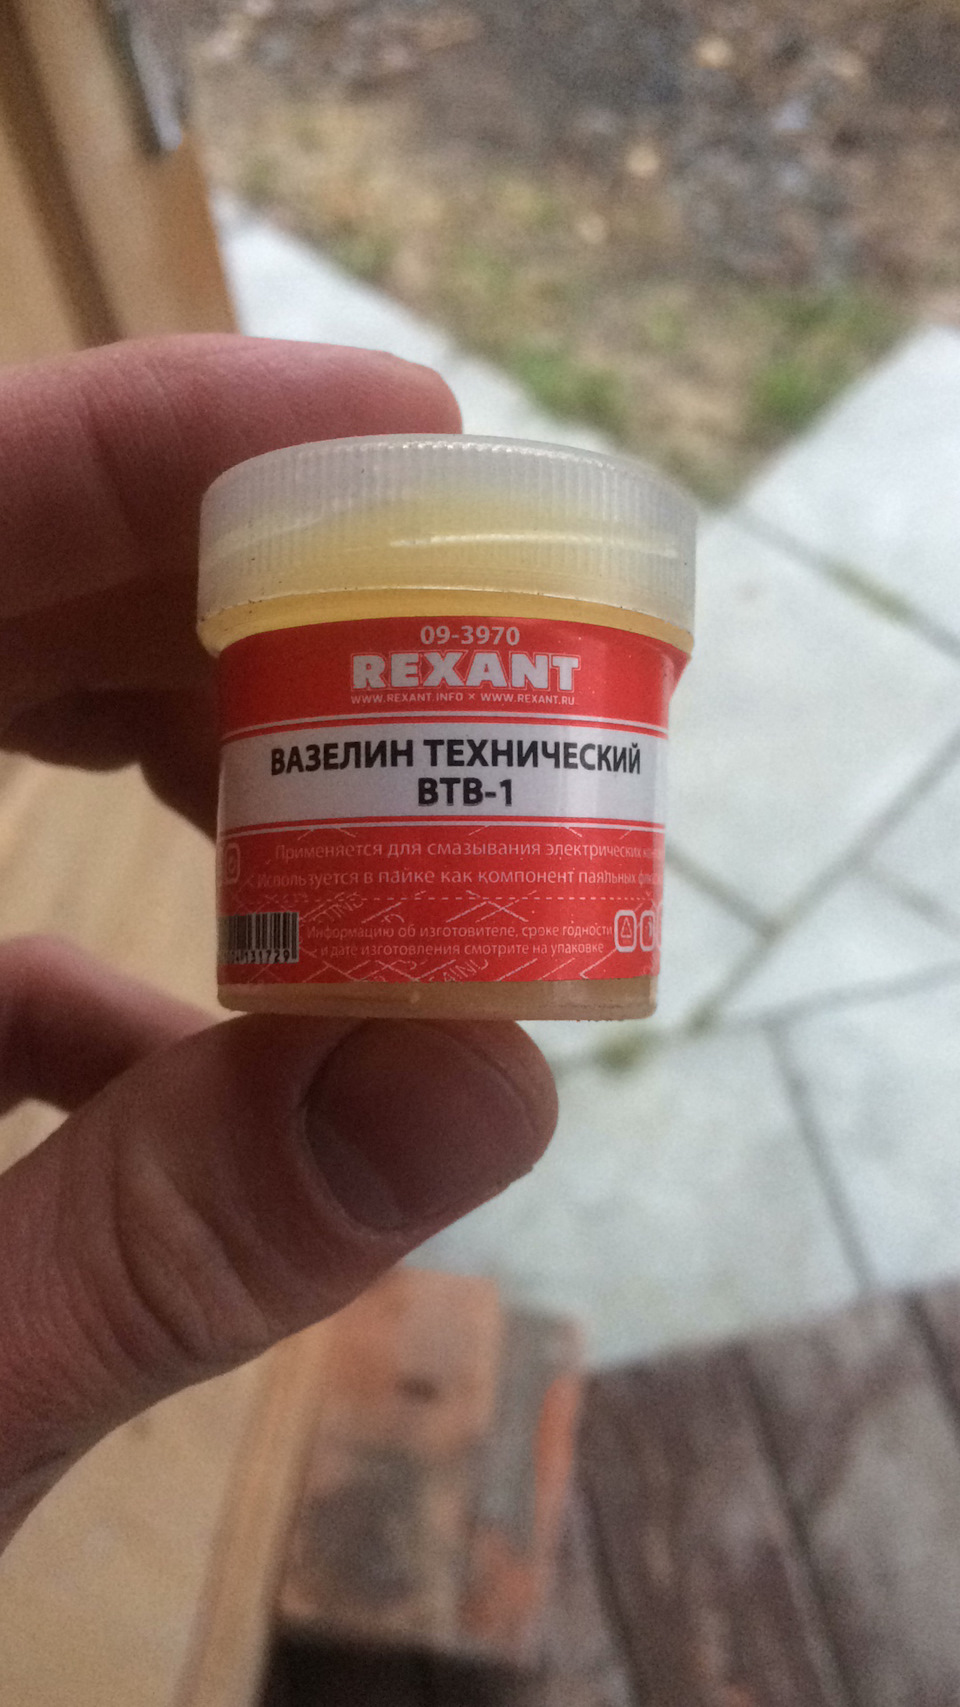 09-3970
REXANT
WWW.REXANT.INFO × WWW.REXANT.RU
ВАЗЕЛИН ТЕХНИЧЕСКИЙ
ВТВ-1
Применяется для смазывания электрических
Используется в пайке как компонент паяльных
Информацию об изготовителе, сроке годности
и дате изготовления смотрите на упаковке
131729